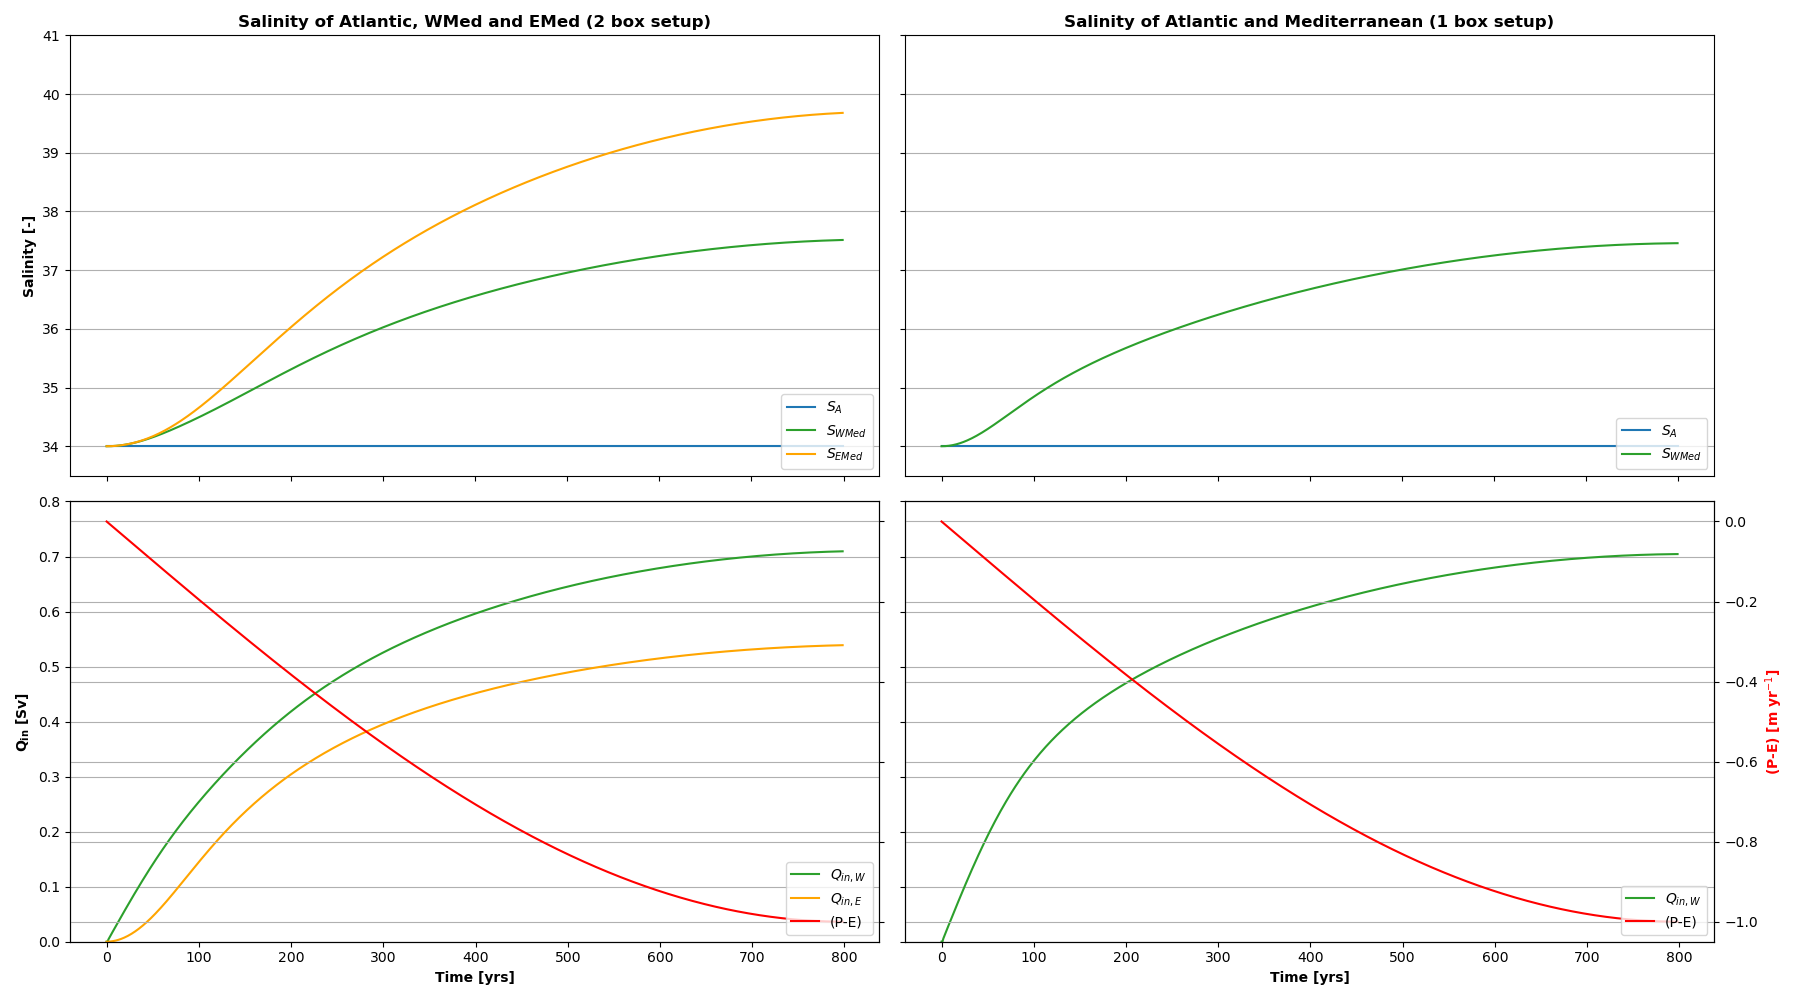 Salinity of Atlantic, WMed and EMed (2 box setup)
Salinity of Atlantic and Mediterranean (1 box setup)
41
40
39
38
37
36
35
34
Salinity [-]
S_A
S_WMed
S_EMed
S_A
S_WMed
0.8
0.7
0.6
0.5
0.4
0.3
0.2
0.1
0.0
Q_in [Sv]
Q_in, W
Q_in, E
(P-E)
0 100 200 300 400 500 600 700 800
Time [yrs]
Q_in, W
(P-E)
0 100 200 300 400 500 600 700 800
Time [yrs]
0.0
−0.2
−0.4
−0.6
−0.8
−1.0
(P-E) [m yr⁻¹]